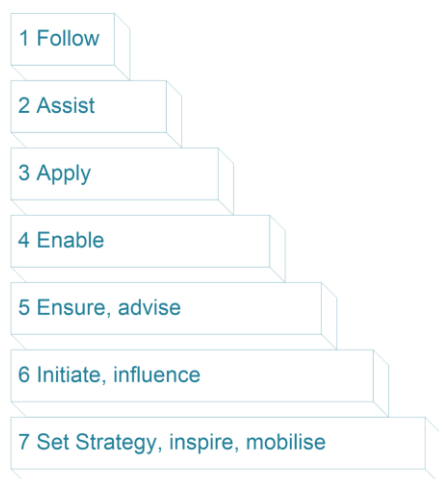 1 Follow
2 Assist
3 Apply
4 Enable
5 Ensure, advise
6 Initiate, influence
7 Set Strategy, inspire, mobilise